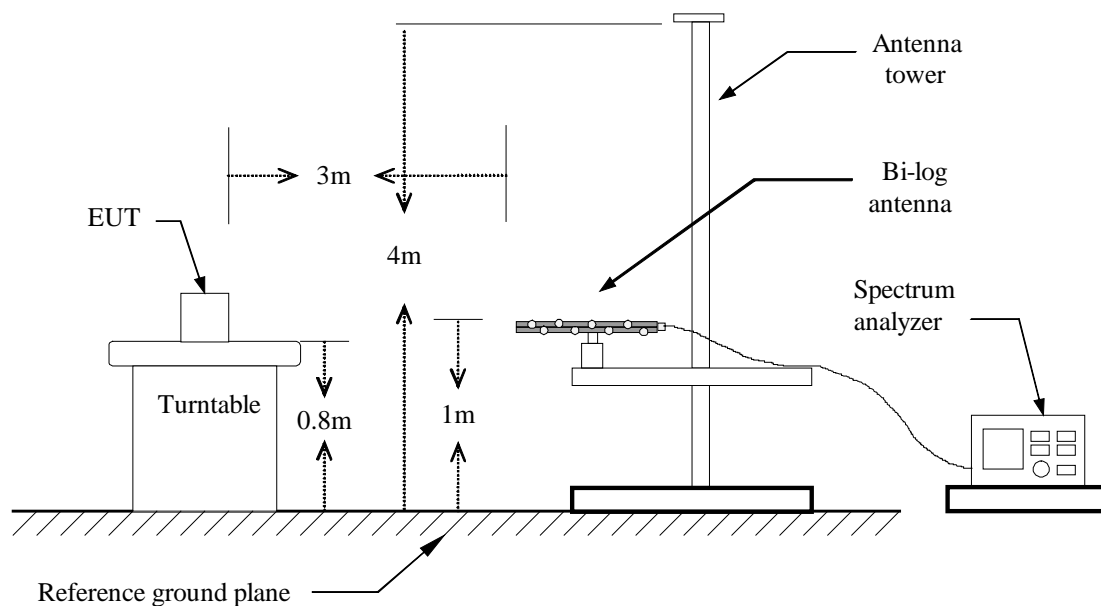 Antenna
tower
3m
Bi-log
antenna
EUT
4m
Spectrum
analyzer
Turntable
0.8m
1m
Reference ground plane